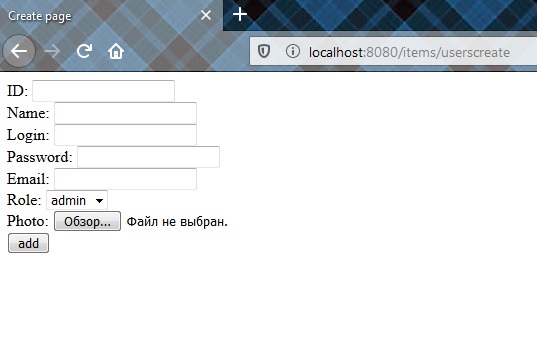 Create page
localhost:8080/items/userscreate
ID:
Name:
Login:
Password:
Email:
Role: admin
Photo: Обзор... Файл не выбран.
add